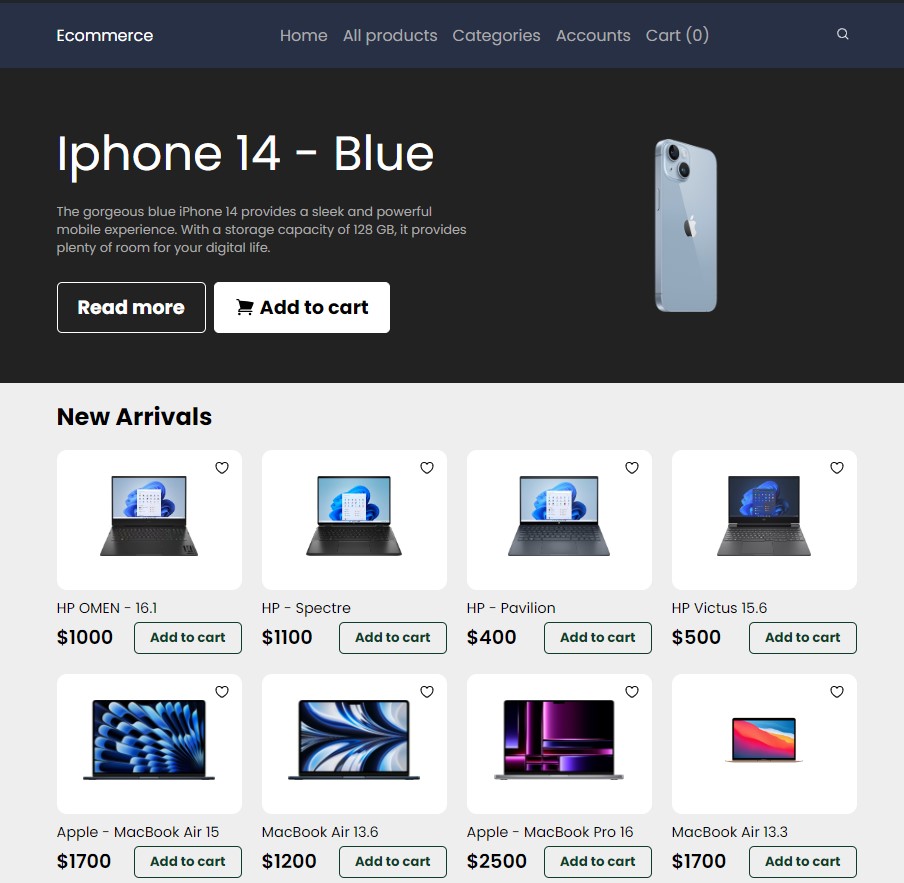 Ecommerce
Home All products Categories Accounts Cart (0)
Iphone 14 - Blue
The gorgeous blue iPhone 14 provides a sleek and powerful
mobile experience. With a storage capacity of 128 GB, it provides
plenty of room for your digital life.
Read more Add to cart
New Arrivals
HP OMEN - 16.1 HP - Spectre HP - Pavilion HP Victus 15.6
$1000 Add to cart $1100 Add to cart $400 Add to cart $500 Add to cart
Apple - MacBook Air 15 MacBook Air 13.6 Apple - MacBook Pro 16 MacBook Air 13.3
$1700 Add to cart $1200 Add to cart $2500 Add to cart $1700 Add to cart